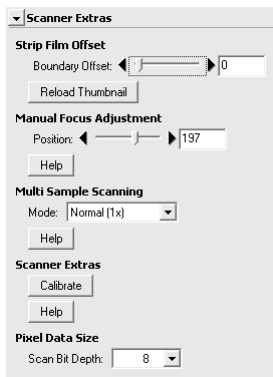 Scanner Extras
Strip Film Offset
Boundary Offset: 0
Reload Thumbnail
Manual Focus Adjustment
Position: 197
Help
Multi Sample Scanning
Mode: Normal (1x)
Help
Scanner Extras
Calibrate
Help
Pixel Data Size
Scan Bit Depth: 8